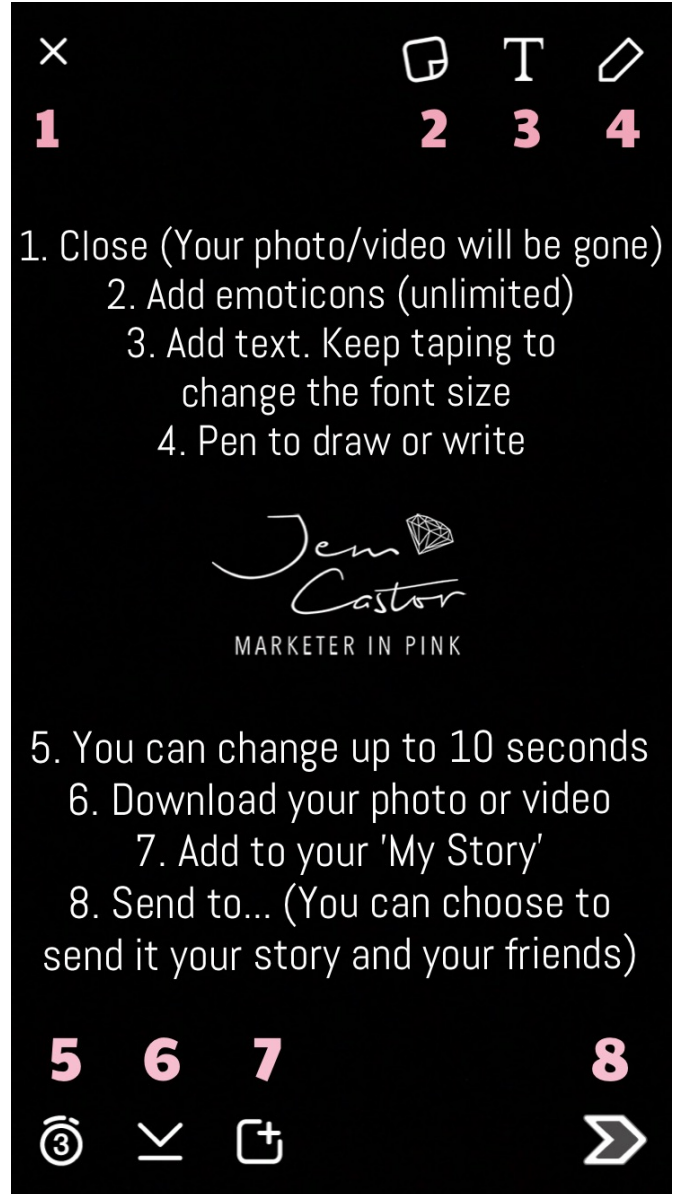 T
1 2 3 4
1. Close (Your photo/video will be gone)
2. Add emoticons (unlimited)
3. Add text. Keep taping to
change the font size
4. Pen to draw or write
Jem
Castor
MARKETER IN PINK
5. You can change up to 10 seconds
6. Download your photo or video
7. Add to your 'My Story'
8. Send to... (You can choose to
send it your story and your friends)
5 6 7 8
3